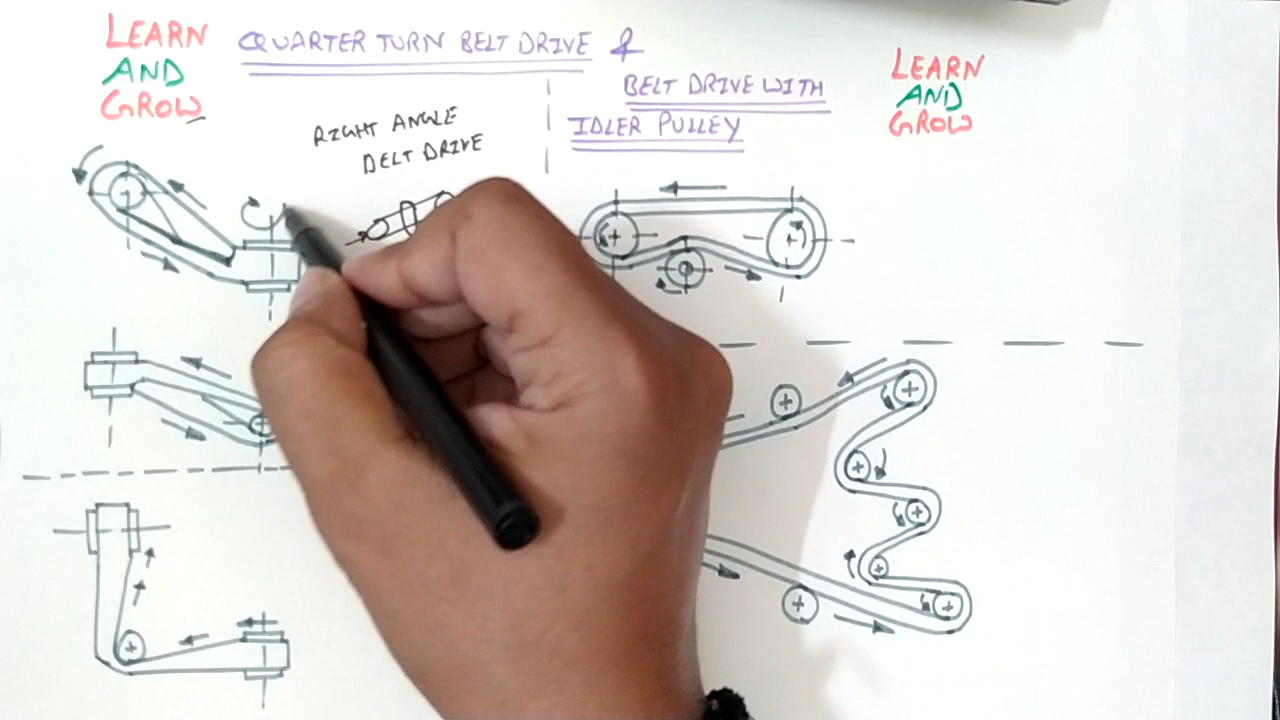 LEARN
AND
GROW
QUARTER TURN BELT DRIVE &
BELT DRIVE WITH
IDLER PULLEY
LEARN
AND
GROW
RIGHT ANGLE
BELT DRIVE